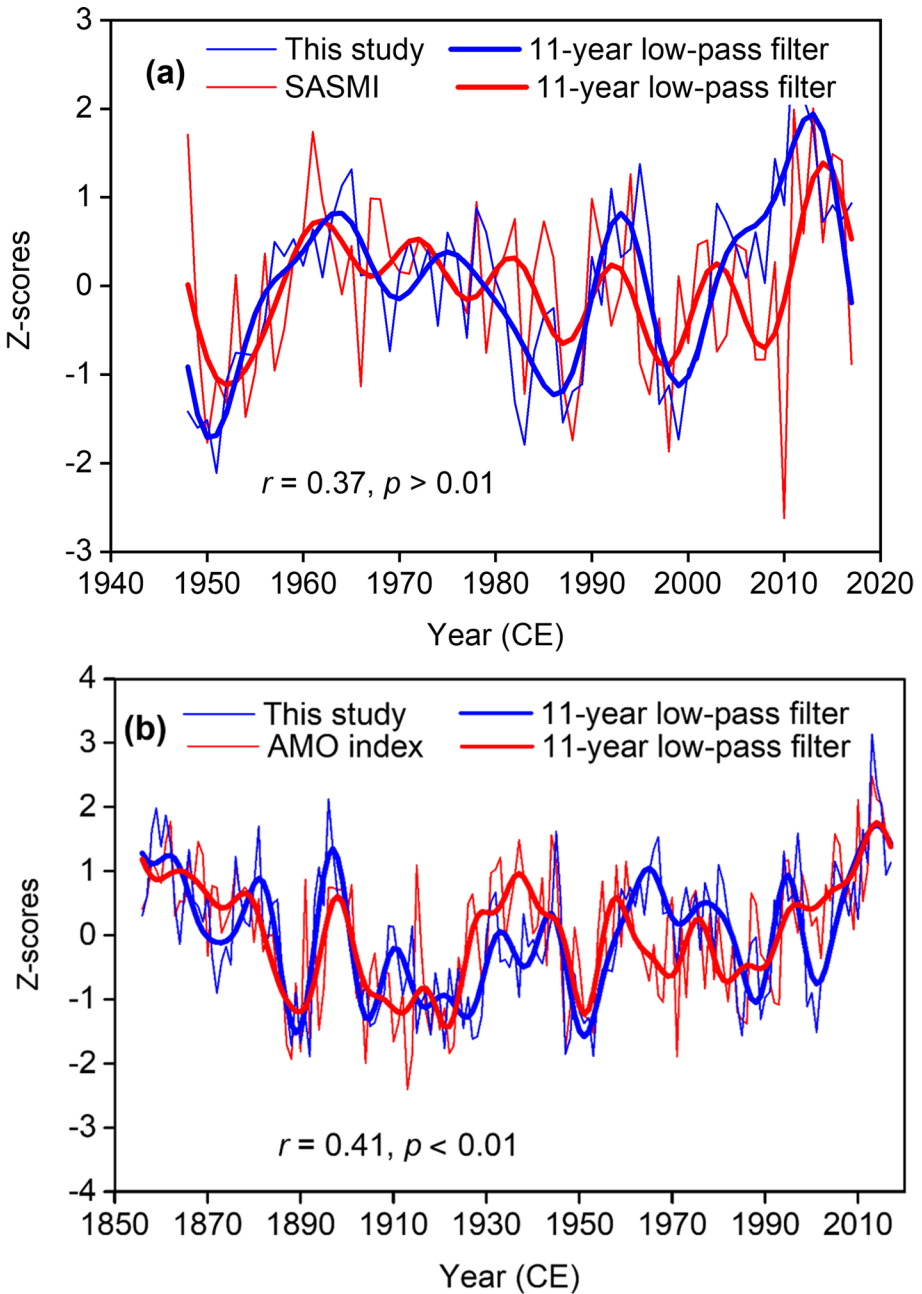 (a)
This study
11-year low-pass filter
SASMI
11-year low-pass filter
3
2
1
0
-1
-2
-3
Z-scores
r = 0.37, p > 0.01
1940 1950 1960 1970 1980 1990 2000 2010 2020
Year (CE)
(b)
This study
11-year low-pass filter
AMO index
11-year low-pass filter
4
3
2
1
0
-1
-2
-3
-4
Z-scores
r = 0.41, p < 0.01
1850 1870 1890 1910 1930 1950 1970 1990 2010
Year (CE)